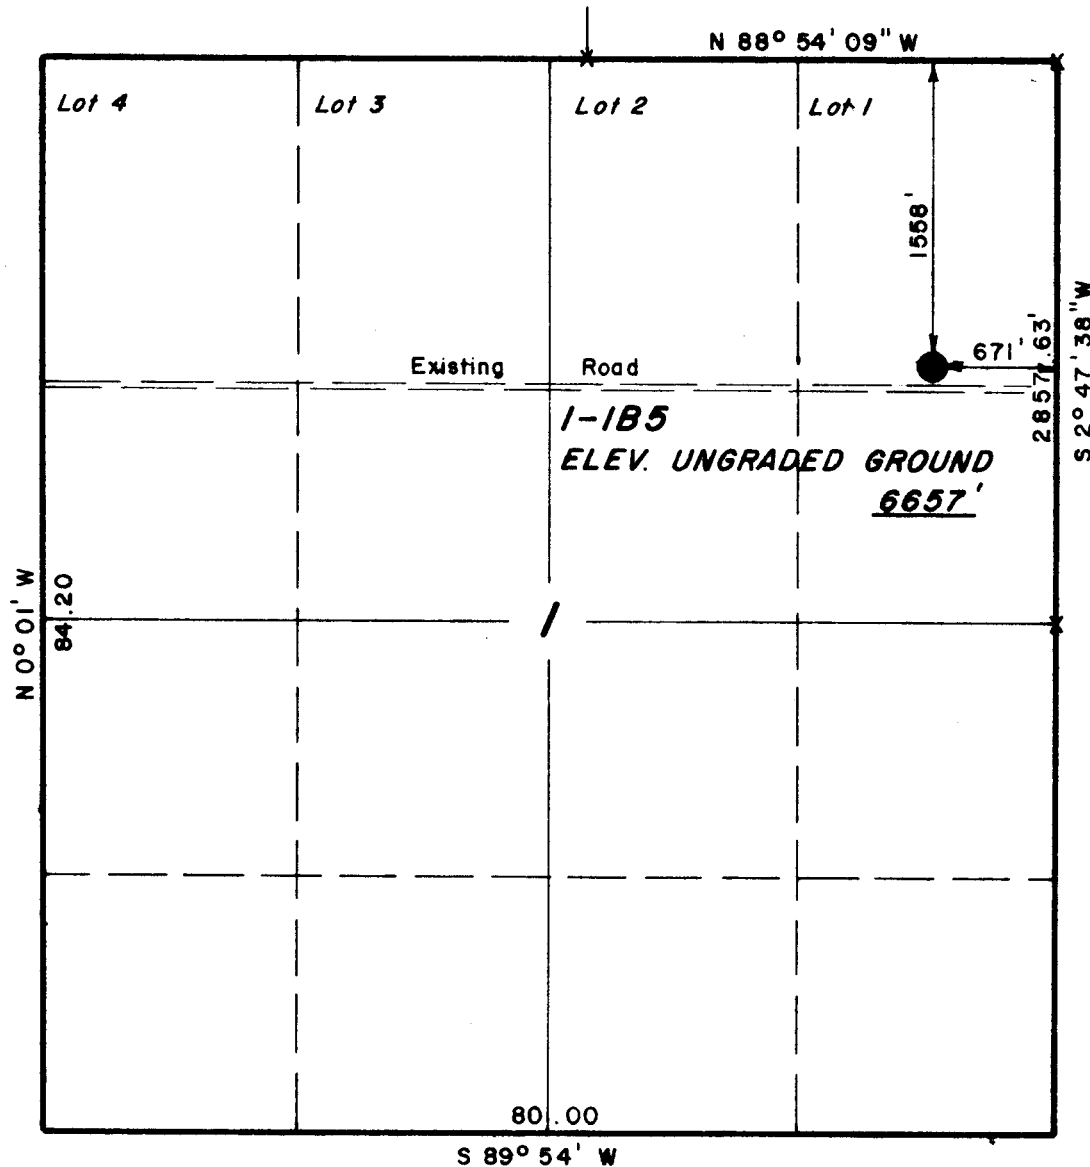 N 88° 54' 09" W
Lot 4
Lot 3
Lot 2
Lot 1
1558'
671'
2857.63'
S 2° 47' 38" W
Existing Road
1-1B5
ELEV. UNGRADED GROUND
6657'
N 0° 01' W
84.20
1
80.00
S 89° 54' W